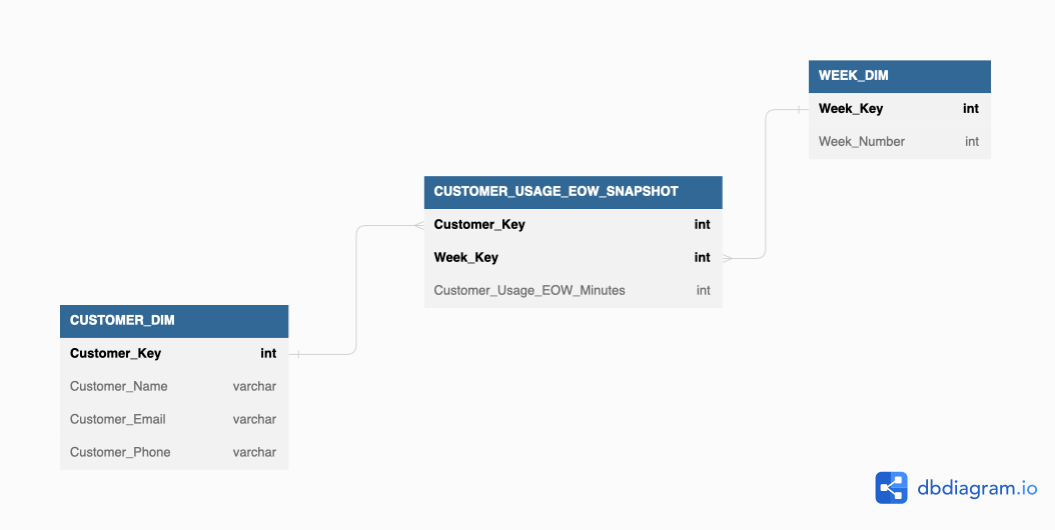 WEEK_DIM
Week_Key int
Week_Number int
CUSTOMER_USAGE_EOW_SNAPSHOT
Customer_Key int
Week_Key int
Customer_Usage_EOW_Minutes int
CUSTOMER_DIM
Customer_Key int
Customer_Name varchar
Customer_Email varchar
Customer_Phone varchar
dbdiagram.io